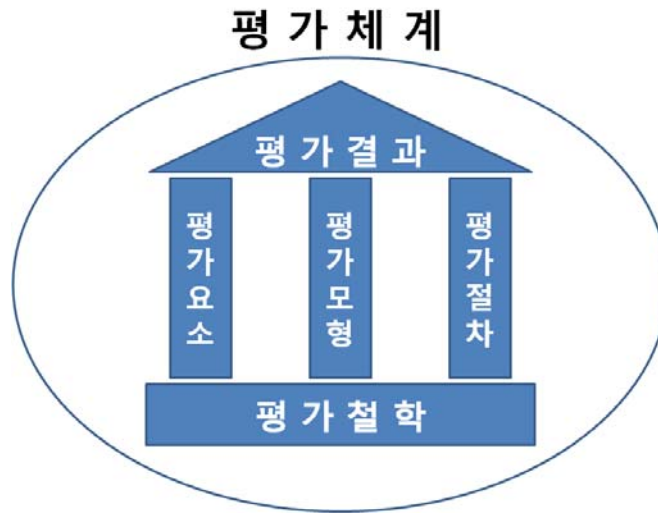 평 가 체 계
평 가 결 과
평가요소
평가모형
평가절차
평 가 철 학